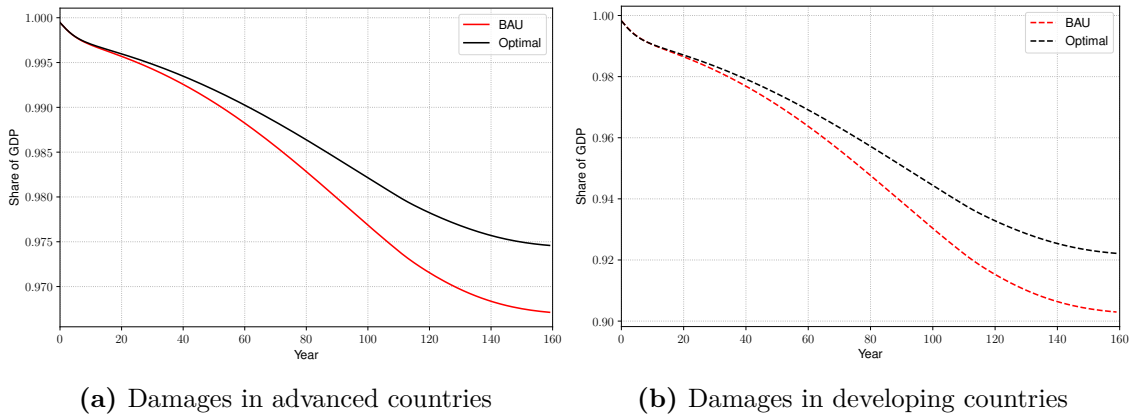 1.000
0.995
0.990
0.985
0.980
0.975
0.970
Share of GDP
0 20 40 60 80 100 120 140 160
Year
BAU
Optimal
(a) Damages in advanced countries
1.00
0.98
0.96
0.94
0.92
0.90
Share of GDP
0 20 40 60 80 100 120 140 160
Year
BAU
Optimal
(b) Damages in developing countries